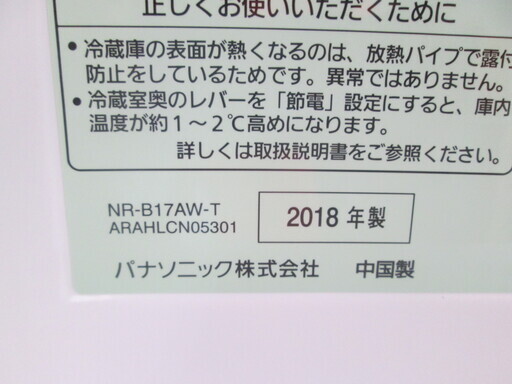 正しくお使いいただくために
●冷蔵庫の表面が熱くなるのは、放熱パイプで露付
防止をしているためです。異常ではありません。
●冷蔵室奥のレバーを「節電」設定にすると、庫内
温度が約1～2℃高めになります。
詳しくは取扱説明書をご参照ください。
NR-B17AW-T
ARAHLCN05301
2018年製
パナソニック株式会社 中国製